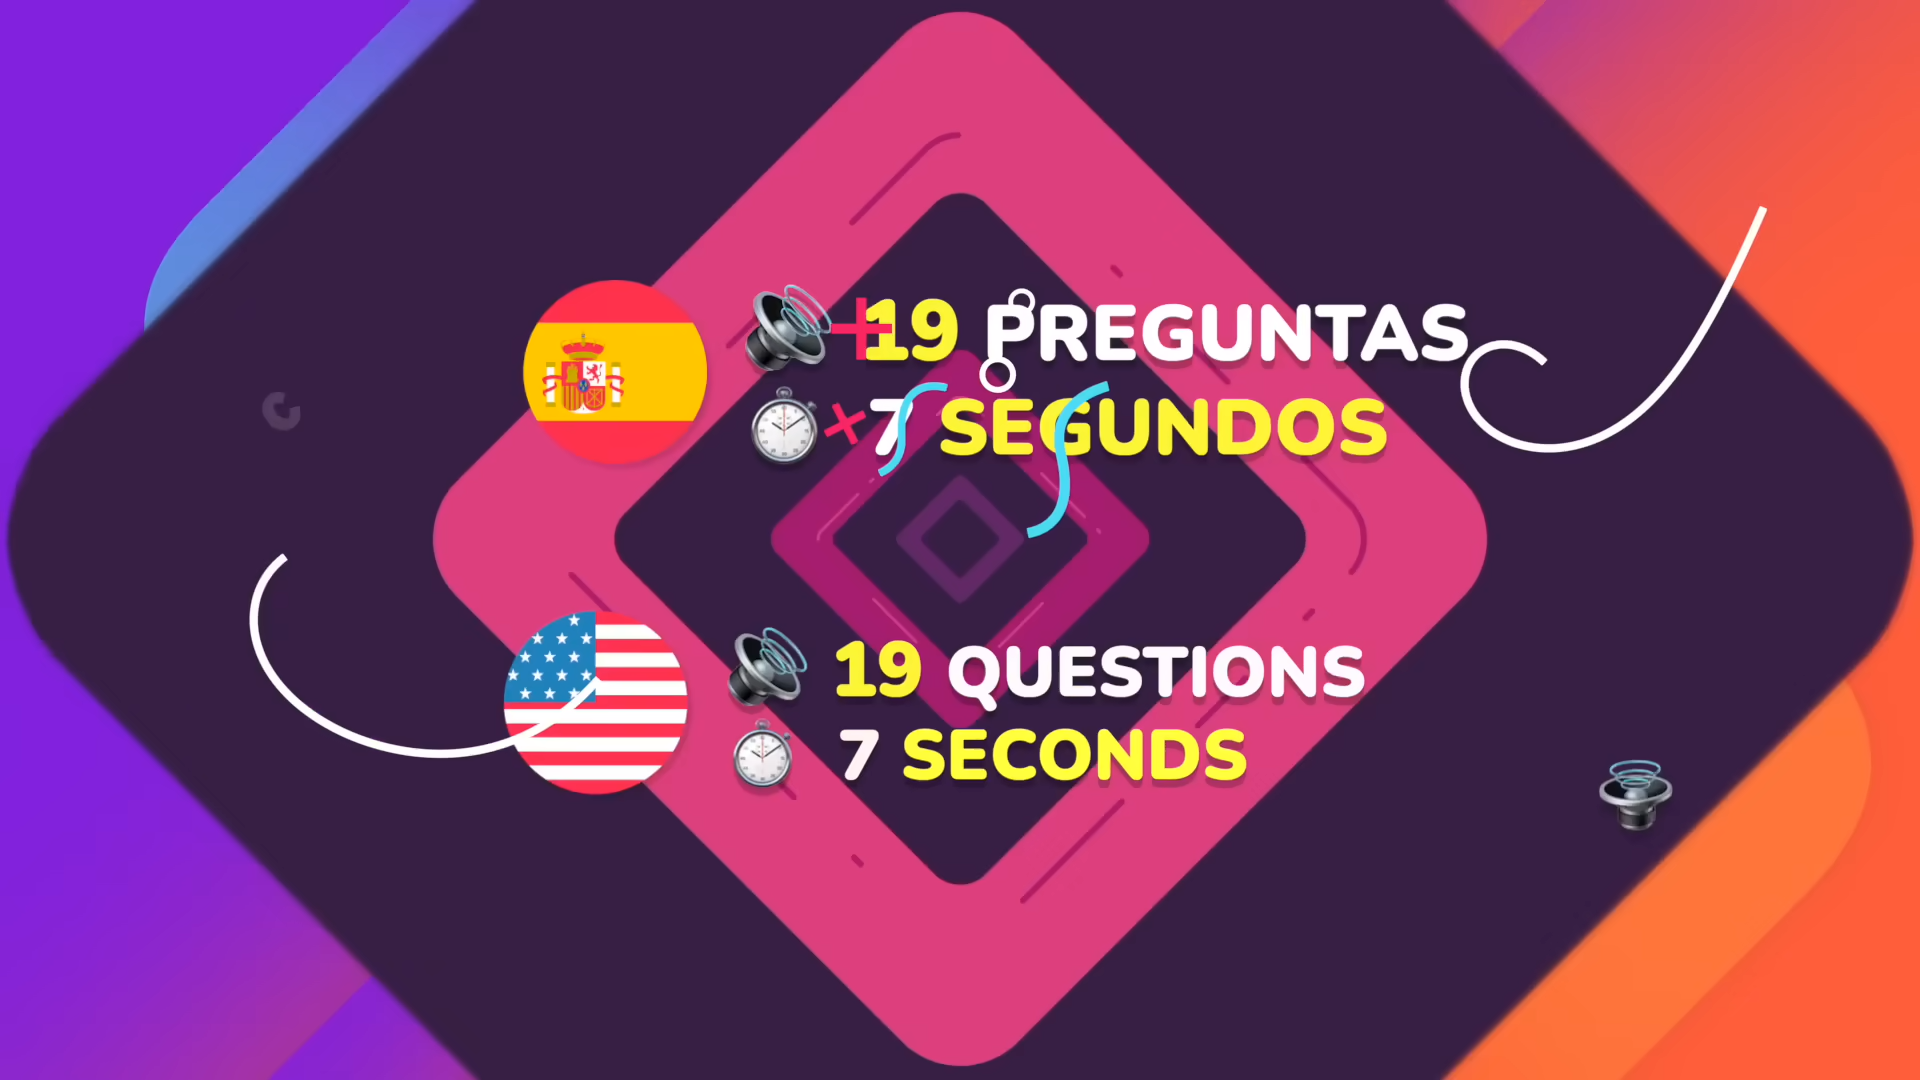 19 PREGUNTAS
7 SEGUNDOS
19 QUESTIONS
7 SECONDS